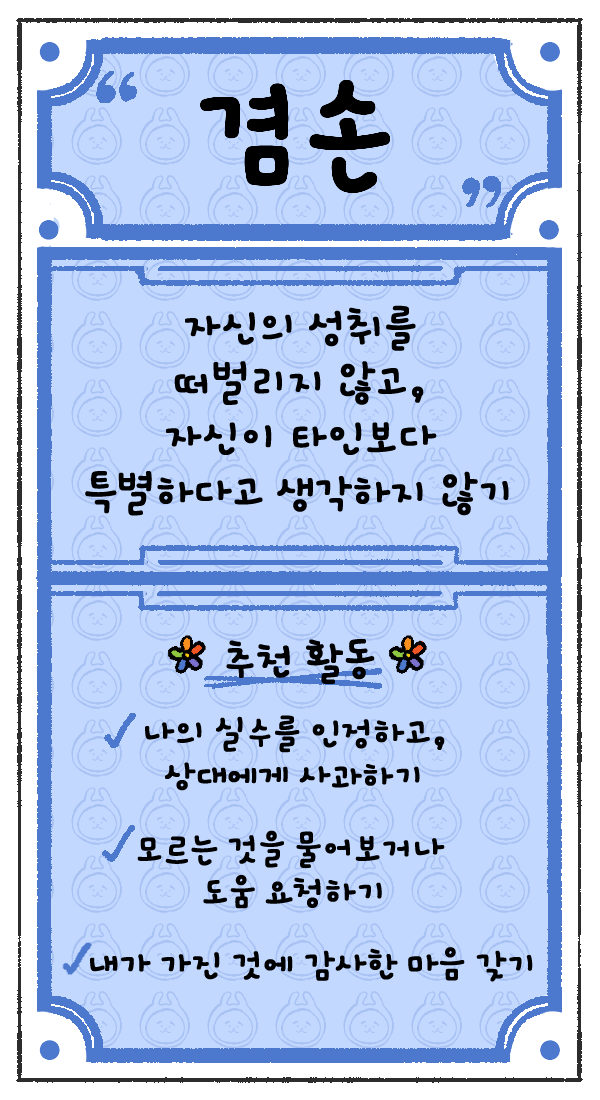 “ 겸손 ”
자신의 성취를
떠벌리지 않고,
자신이 타인보다
특별하다고 생각하지 않기
추천 활동
✓ 나의 실수를 인정하고,
상대에게 사과하기
✓ 모르는 것을 물어보거나
도움 요청하기
✓ 내가 가진 것에 감사한 마음 갖기